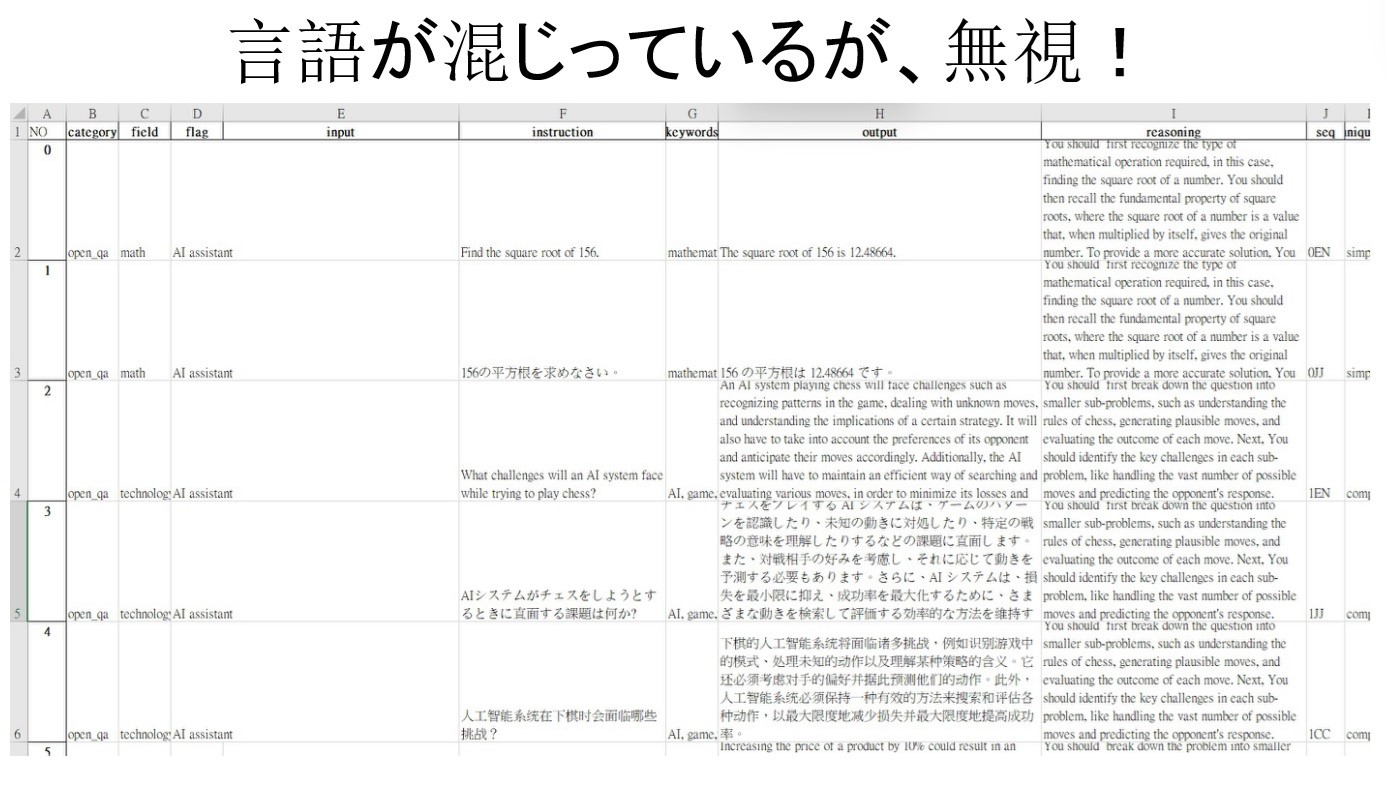 言語が混じっているが、無視！
A B C D E F G H I J
1 NO category field flag input instruction keywords output reasoning seq
0
You should first recognize the type of
mathematical operation required, in this case,
finding the square root of a number. You should
then recall the fundamental property of square
roots, where the square root of a number is a value
that, when multiplied by itself, gives the original
2 open_qa math AI assistant Find the square root of 156. mathemat The square root of 156 is 12.48664. number. To provide a more accurate solution, You 0EN simp
1
You should first recognize the type of
mathematical operation required, in this case,
finding the square root of a number. You should
then recall the fundamental property of square
roots, where the square root of a number is a value
that, when multiplied by itself, gives the original
3 open_qa math AI assistant 156の平方根を求めなさい。 mathemat 156 の平方根は 12.48664 です。 number. To provide a more accurate solution, You 0JJ simp
2 An AI system playing chess will face challenges such as You should first break down the question into
recognizing patterns in the game, dealing with unknown moves, smaller sub-problems, such as understanding the
and understanding the implications of a certain strategy. It will rules of chess, generating plausible moves, and
also have to take into account the preferences of its opponent evaluating the outcome of each move. Next, You
and anticipate their moves accordingly. Additionally, the AI should identify the key challenges in each sub-
What challenges will an AI system face system will have to maintain an efficient way of searching and problem, like handling the vast number of possible
4 open_qa technolog AI assistant while trying to play chess? AI, game, evaluating various moves, in order to minimize its losses and moves and predicting the opponent's response. 1EN comp
3 チェスをプレイする AI システムは、ゲームのパター You should first break down the question into
ンを認識したり、未知の動きに対処したり、特定の戦 smaller sub-problems, such as understanding the
略の意味を理解したりするなどの課題に直面します。 rules of chess, generating plausible moves, and
また、対戦相手の好みを考慮し、それに応じて動きを evaluating the outcome of each move. Next, You
予測する必要もあります。さらに、AI システムは、損 should identify the key challenges in each sub-
AIシステムがチェスをしようとす 失を最小限に抑え、成功率を最大化するために、さま problem, like handling the vast number of possible
5 open_qa technolog AI assistant るときに直面する課題は何か? AI, game, ざまな動きを検索して評価する効率的な方法を維持す moves and predicting the opponent's response. 1JJ comp
4 You should first break down the question into
下棋的人工智能系统将面临诸多挑战，例如识别游戏中 smaller sub-problems, such as understanding the
的模式、处理未知的动作以及理解某种策略的含义。它 rules of chess, generating plausible moves, and
还必须考虑对手的偏好并据此预测他们的动作。此外， evaluating the outcome of each move. Next, You
人工智能系统必须保持一种有效的方法来搜索和评估各 should identify the key challenges in each sub-
人工智能系统在下棋时会面临哪些 种动作，以最大限度地减少损失并最大限度地提高成功 problem, like handling the vast number of possible
6 open_qa technolog AI assistant 挑战？ AI, game, 率。 moves and predicting the opponent's response. 1CC comp
5 Increasing the price of a product by 10% could result in an You should break down the problem into smaller